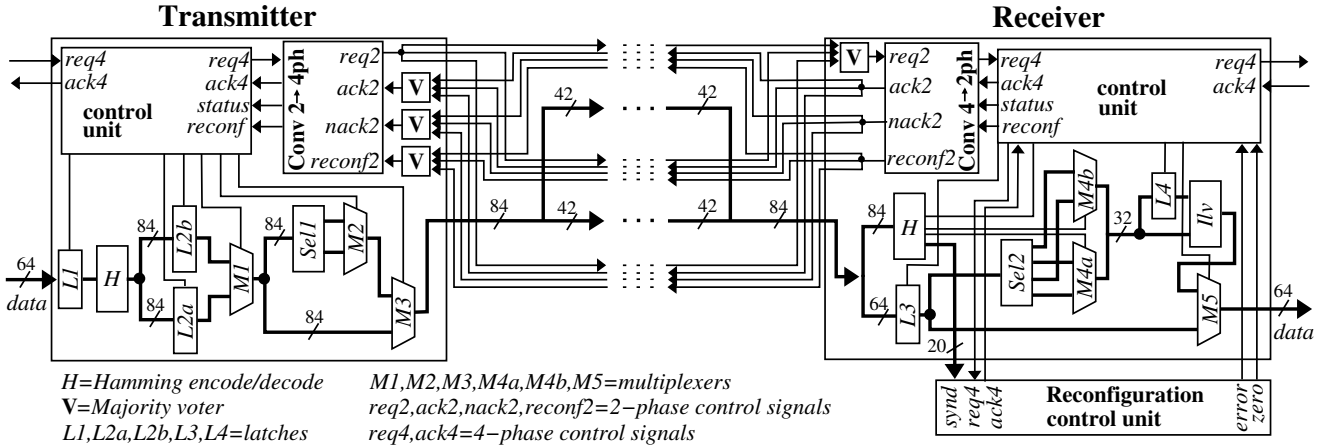 Transmitter
Receiver
req4
ack4
control
unit
req4
ack4
status
reconf
Conv 2→4ph
req2
ack2
nack2
reconf2
V
V
V
42
42
84
42
42
84
V
req2
ack2
nack2
reconf2
Conv 4→2ph
req4
ack4
status
reconf
control
unit
req4
ack4
64
data
L1
H
84
84
L2b
L2a
M1
84
84
Sel1
M2
M3
84
64
H
L3
20
Sel2
M4b
M4a
32
L4
Ilv
M5
64
data
synd
req4
ack4
Reconfiguration
control unit
error
zero
H=Hamming encode/decode
V=Majority voter
L1,L2a,L2b,L3,L4=latches
M1,M2,M3,M4a,M4b,M5=multiplexers
req2,ack2,nack2,reconf2=2−phase control signals
req4,ack4=4−phase control signals